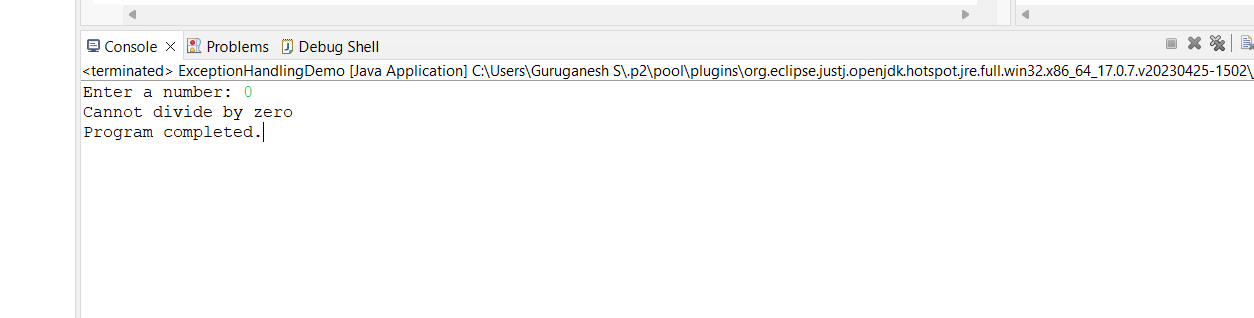 Console Problems Debug Shell
<terminated> ExceptionHandlingDemo [Java Application] C:\Users\Guruganesh S\.p2\pool\plugins\org.eclipse.justj.openjdk.hotspot.jre.full.win32.x86_64_17.0.7.v20230425-1502\
Enter a number: 0
Cannot divide by zero
Program completed.